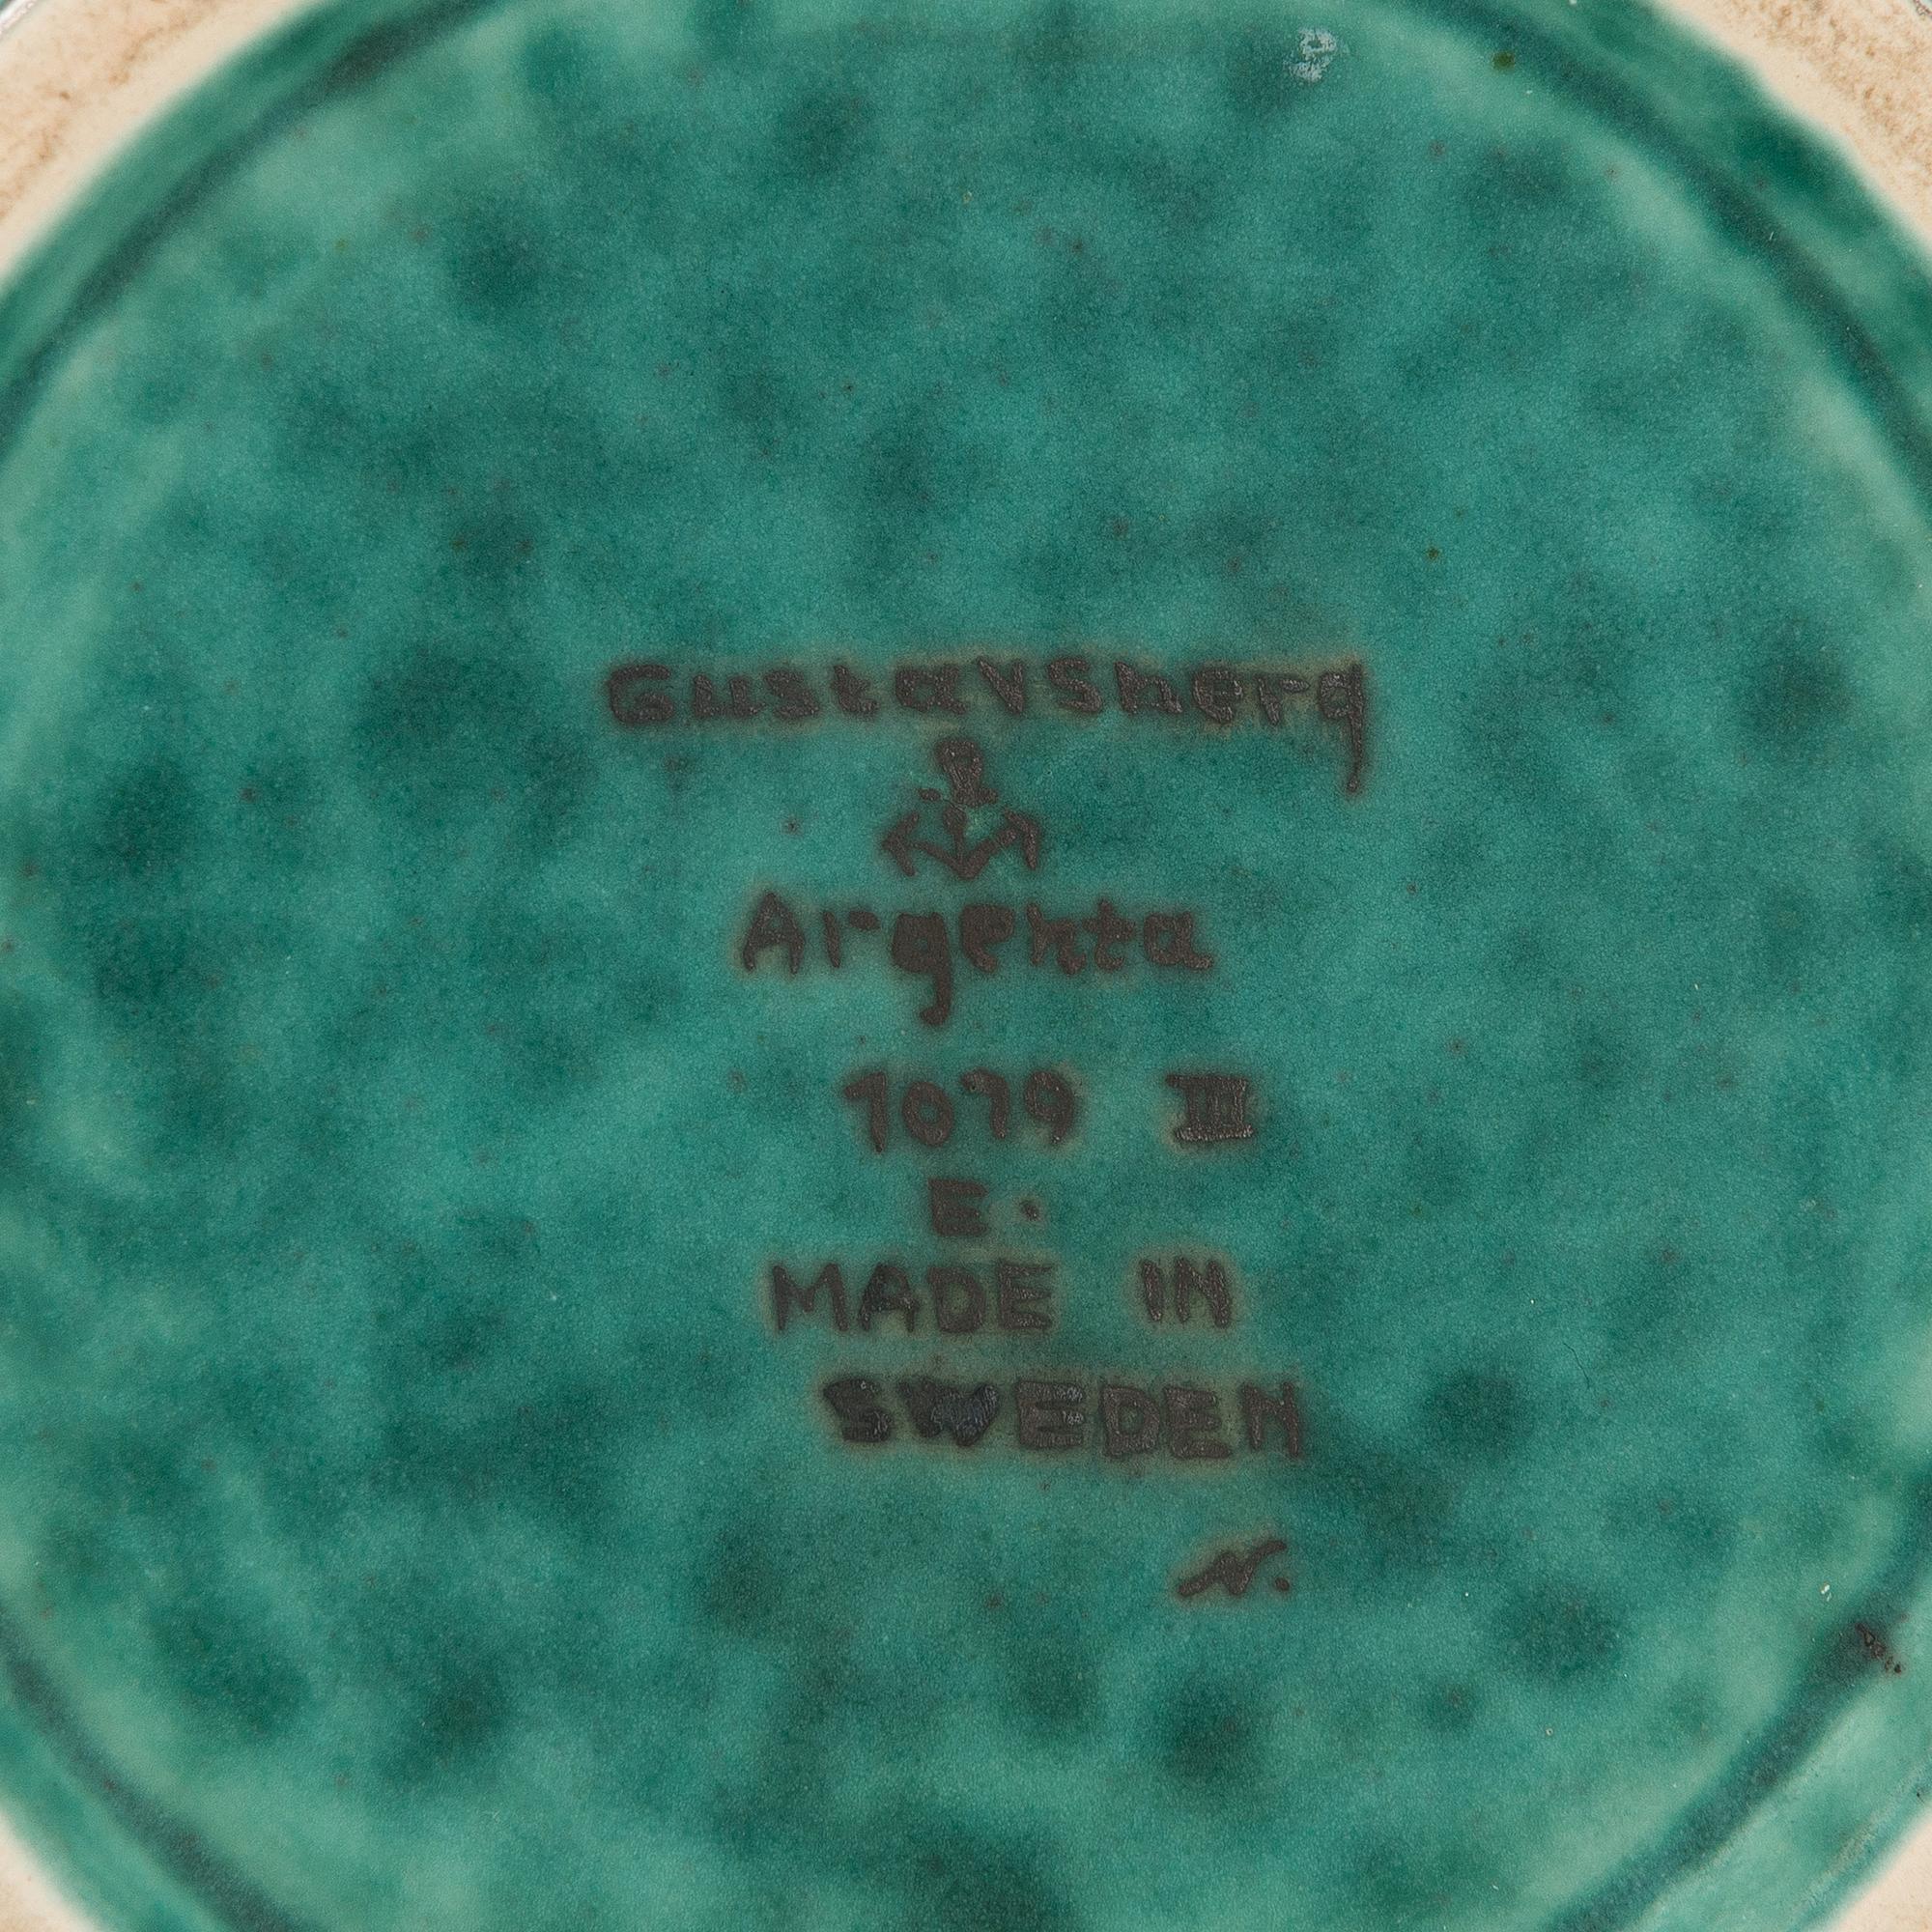 Gustavsberg
Argenta
1079 III
E.
MADE IN
SWEDEN
N.